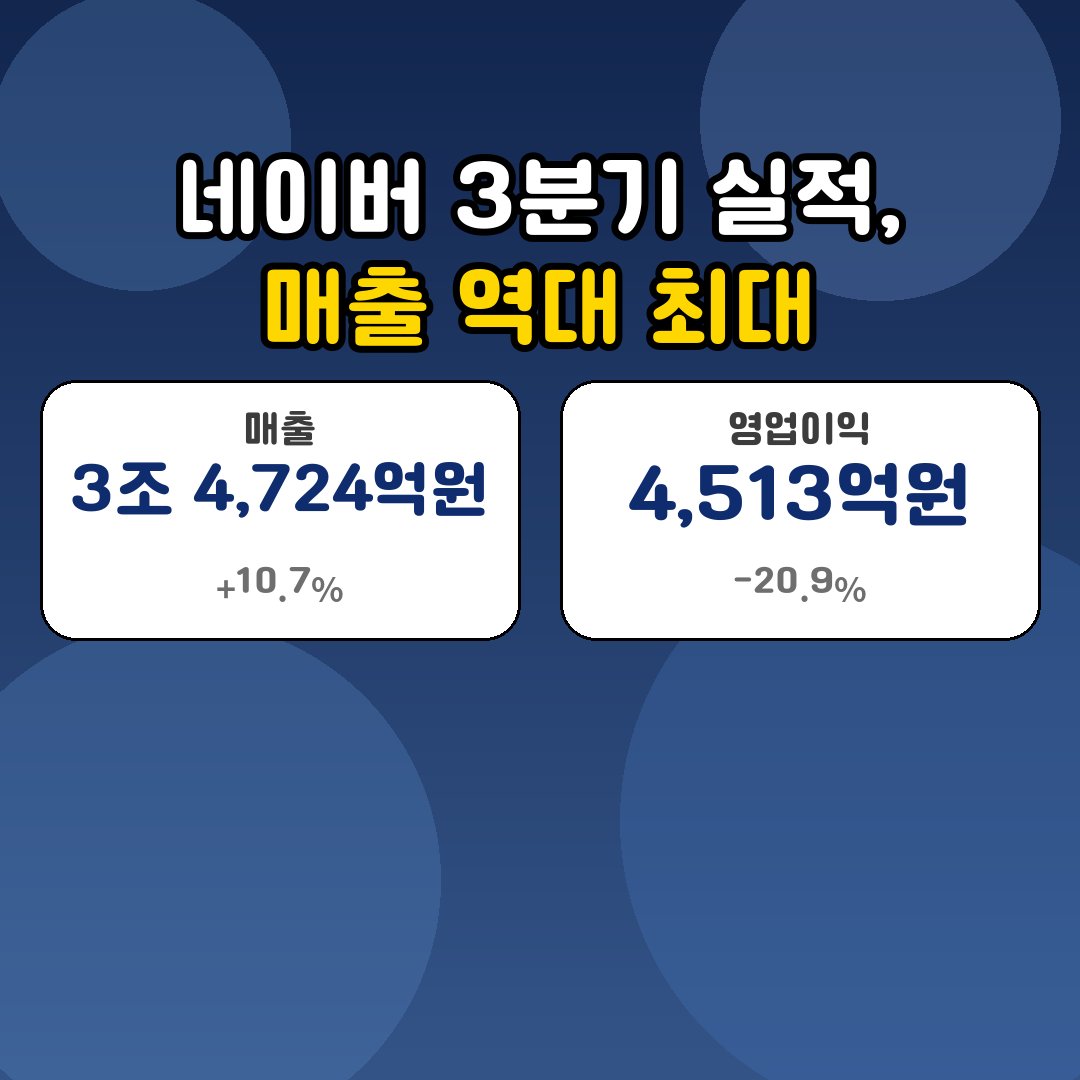 네이버 3분기 실적,
매출 역대 최대
매출
3조 4,724억원
+10.7%
영업이익
4,513억원
-20.9%